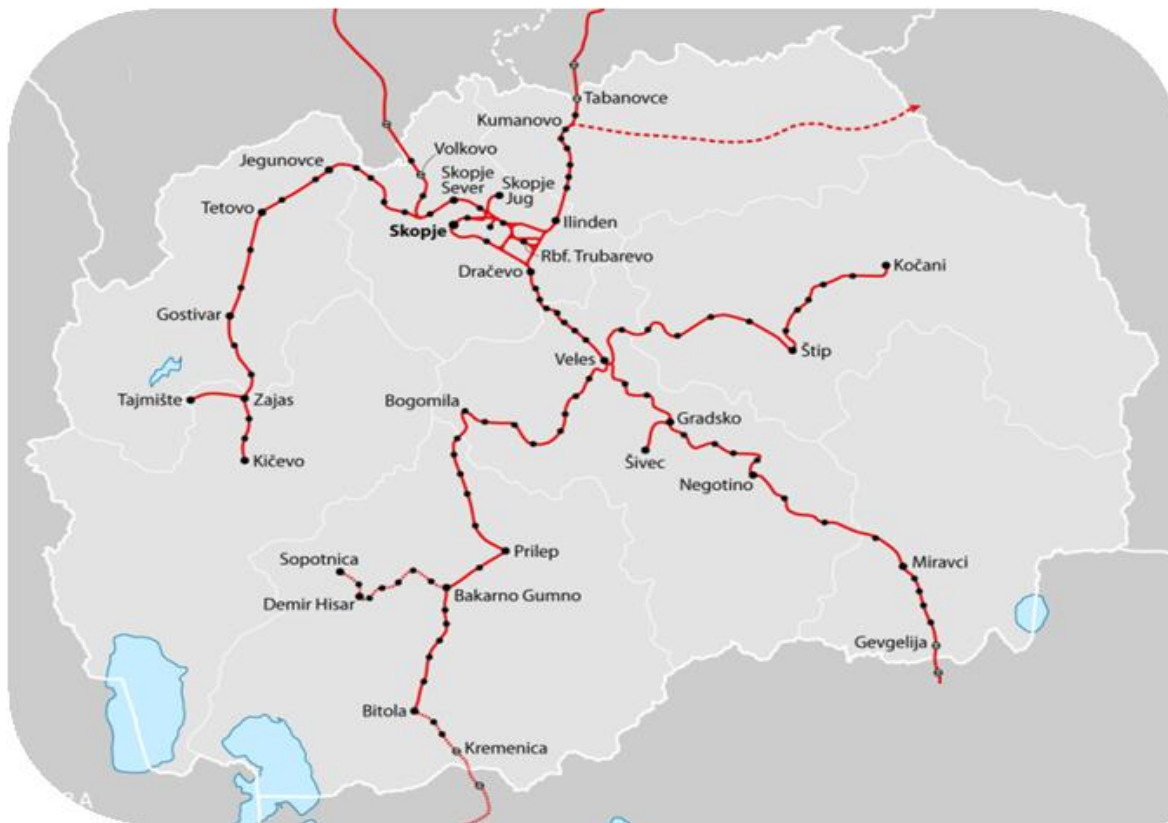 Tabanovce
Kumanovo
Volkovo
Jegunovce
Skopje
Sever
Skopje
Jug
Tetovo
Ilinden
Skopje
Rbf. Trubarevo
Dračevo
Kočani
Gostivar
Štip
Veles
Tajmište
Zajas
Bogomila
Gradsko
Kičevo
Šivec
Negotino
Prilep
Sopotnica
Miravci
Bakarno Gumno
Demir Hisar
Gevgelija
Bitola
Kremenica